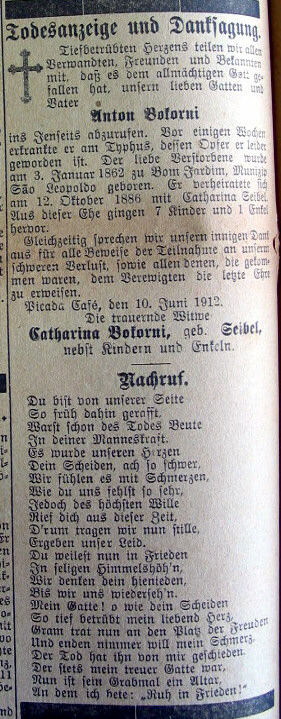 Todesanzeige und Danksagung.
Tiefbetrübten Herzens teilen wir allen
Verwandten, Freunden und Bekannten
mit, daß es dem allmächtigen Gott ge-
fallen hat, unsern lieben Gatten und
Vater
Anton Bokorni
ins Jenseits abzurufen. Vor einigen Wochen
erkrankte er am Typhus, dessen Opfer er leider
geworden ist. Der liebe Verstorbene wurde
am 3. Januar 1862 zu Bom Jardim, Munizip
São Leopoldo geboren. Er verheiratete sich
am 12. Oktober 1886 mit Catharina Seibel.
Aus dieser Ehe gingen 7 Kinder und 1 Enkel
hervor.
Gleichzeitig sprechen wir unsern innigen Dank
aus für alle Beweise der Teilnahme an unserm
schweren Verlust, sowie allen denen, die gekom-
men waren, dem Verewigten die letzte Ehre
zu erweisen.
Picada Café, den 10. Juni 1912.
Die trauernde Witwe
Catharina Bokorni, geb. Seibel,
nebst Kindern und Enkeln.
Nachruf.
Du bist von unserer Seite
So früh dahin gerafft.
Warst schon des Todes Beute
In deiner Manneskraft.
Es wurde unseren Herzen
Dein Scheiden, ach so schwer,
Wir fühlen es mit Schmerzen,
Wie du uns fehlst so sehr,
Jedoch des höchsten Wille
Rief dich aus dieser Zeit,
D'rum tragen wir nun stille,
Ergeben unser Leid.
Du weilest nun in Frieden
In seligen Himmelshöh'n,
Wir denken dein hienieden,
Bis wir uns wiederseh'n.
Mein Gatte! o wie dein Scheiden
So tief betrübt mein liebend Herz,
Gram trat nun an den Platz der Freuden
Und enden nimmer will mein Schmerz.
Der Tod hat ihn von mir geschieden.
Der stets mein treuer Gatte war,
Nun ist sein Grabmal ein Altar,
An dem ich bete: „Ruh in Frieden!"